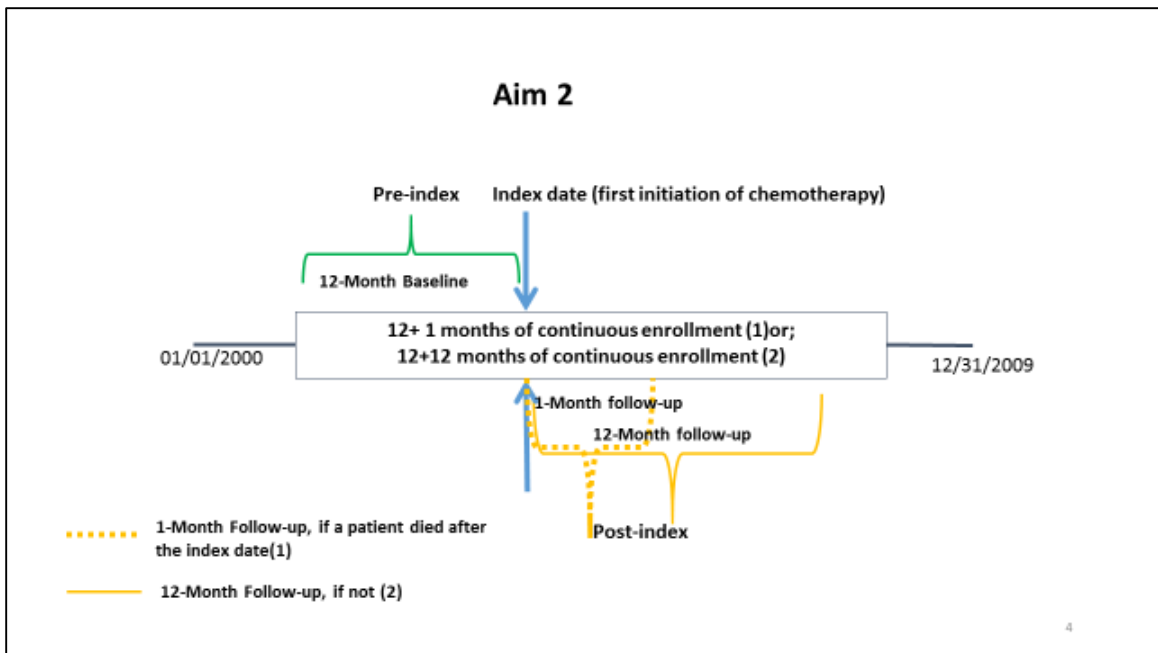 Aim 2
Pre-index
Index date (first initiation of chemotherapy)
12-Month Baseline
12+ 1 months of continuous enrollment (1)or;
12+12 months of continuous enrollment (2)
01/01/2000
12/31/2009
1-Month follow-up
12-Month follow-up
Post-index
1-Month Follow-up, if a patient died after
the index date(1)
12-Month Follow-up, if not (2)
4